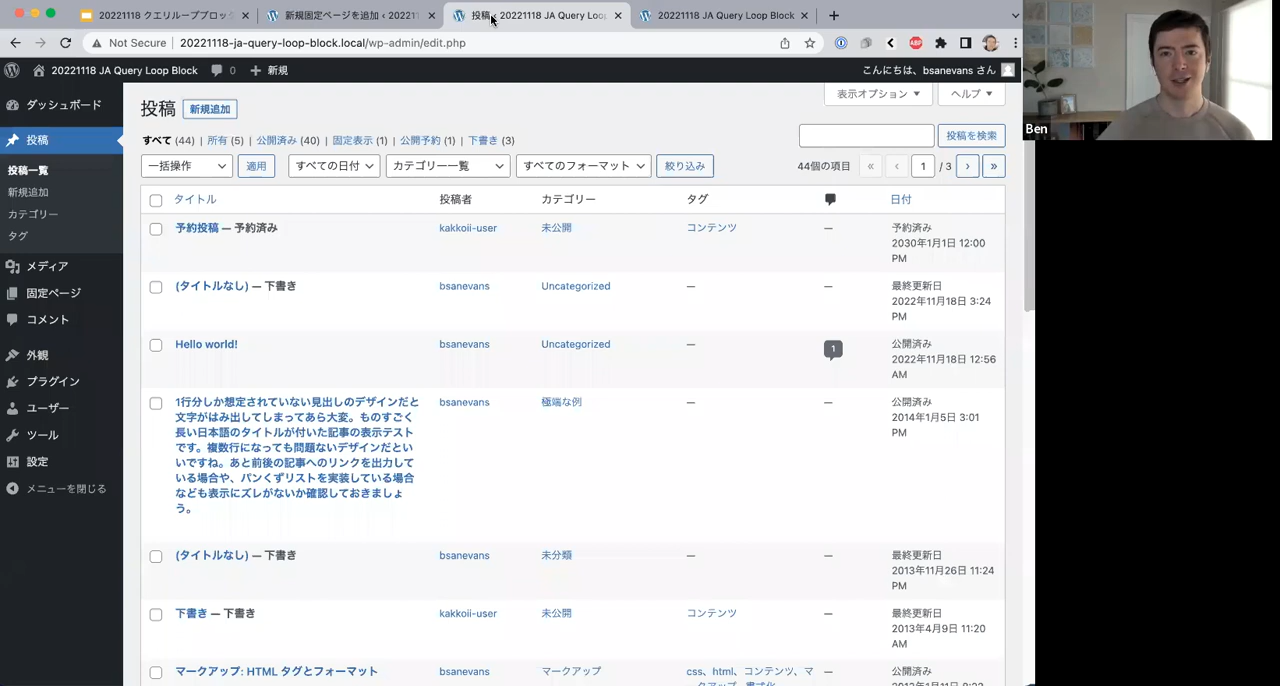 20221118 クエリループブロッ
新規固定ページを追加 ‹ 20221
投稿 ‹ 20221118 JA Query Loo
20221118 JA Query Loop Block
Not Secure 20221118-ja-query-loop-block.local/wp-admin/edit.php
ABP
20221118 JA Query Loop Block 0 新規
こんにちは、bsanevans さん
Ben
ダッシュボード
投稿
投稿一覧
新規追加
カテゴリー
タグ
メディア
固定ページ
コメント
外観
プラグイン
ユーザー
ツール
設定
メニューを閉じる
表示オプション ▼ ヘルプ ▼
投稿 新規追加
すべて (44) | 所有 (5) | 公開済み (40) | 固定表示 (1) | 公開予約 (1) | 下書き (3)
投稿を検索
一括操作 適用 すべての日付 カテゴリー一覧 すべてのフォーマット 絞り込み
44個の項目 « ‹ 1 / 3 › »
タイトル 投稿者 カテゴリー タグ 日付
予約投稿 — 予約済み kakkoii-user 未公開 コンテンツ — 予約済み
2030年1月1日 12:00
PM
(タイトルなし) — 下書き bsanevans Uncategorized — — 最終更新日
2022年11月18日 3:24
PM
Hello world! bsanevans Uncategorized — 1 公開済み
2022年11月18日 12:56
AM
1行分しか想定されていない見出しのデザインだと bsanevans 極端な例 — — 公開済み
文字がはみ出してしまってあら大変。ものすごく 2014年1月5日 3:01
長い日本語のタイトルが付いた記事の表示テスト PM
です。複数行になっても問題ないデザインだとい
いですね。あと前後の記事へのリンクを出力して
いる場合や、パンくずリストを実装している場合
なども表示にズレがないか確認しておきましょ
う。
(タイトルなし) — 下書き bsanevans 未分類 — — 最終更新日
2013年11月26日 11:24
PM
下書き — 下書き kakkoii-user 未公開 コンテンツ — 最終更新日
2013年4月9日 11:20
AM
マークアップ: HTML タグとフォーマット bsanevans マークアップ css、html、コンテンツ、マ — 公開済み